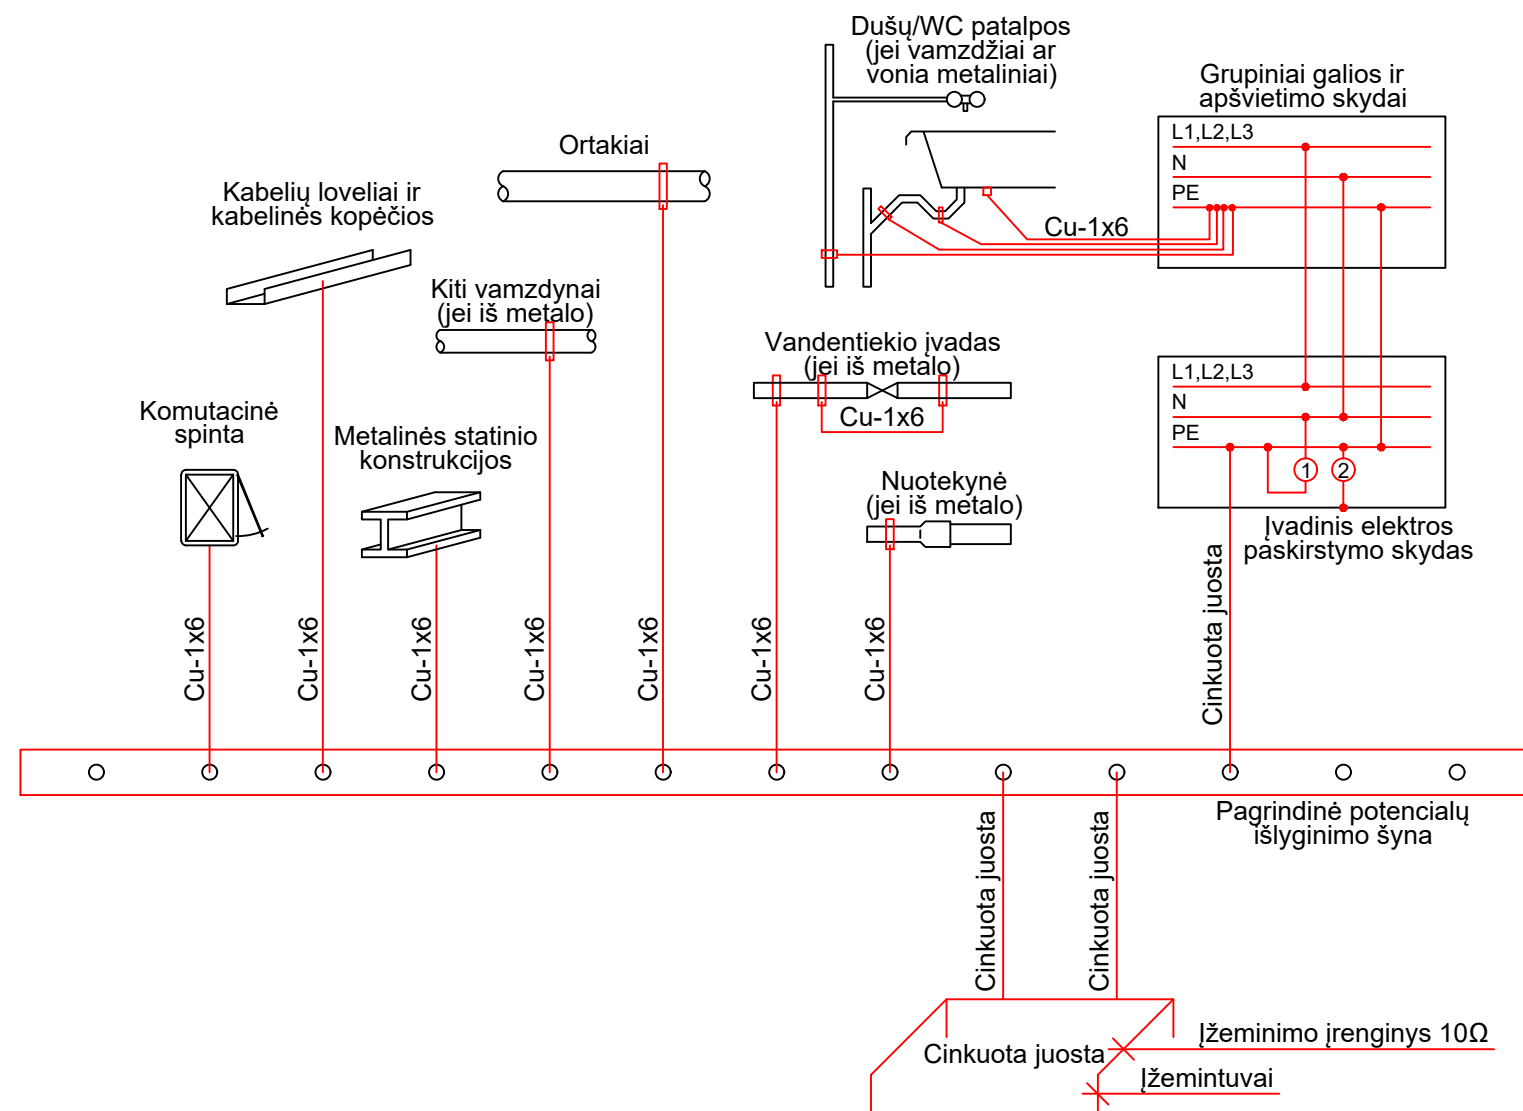 Dušų/WC patalpos
(jei vamzdžiai ar
vonia metaliniai)
Grupiniai galios ir
apšvietimo skydai
L1,L2,L3
N
PE
Cu-1x6
Ortakiai
Kabelių loveliai ir
kabelinės kopėčios
Kiti vamzdynai
(jei iš metalo)
Vandentiekio įvadas
(jei iš metalo)
Cu-1x6
L1,L2,L3
N
PE
1
2
Įvadinis elektros
paskirstymo skydas
Komutacinė
spinta
Metalinės statinio
konstrukcijos
Nuotekynė
(jei iš metalo)
Cu-1x6
Cu-1x6
Cu-1x6
Cu-1x6
Cu-1x6
Cu-1x6
Cu-1x6
Cinkuota juosta
Pagrindinė potencialų
išlyginimo šyna
Cinkuota juosta
Cinkuota juosta
Cinkuota juosta
Įžeminimo įrenginys 10Ω
Įžemintuvai